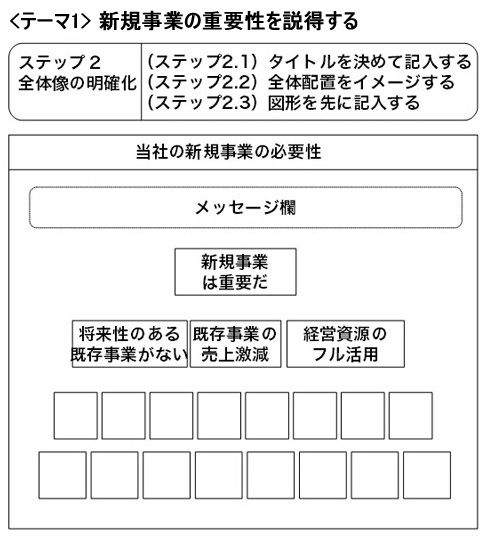 <テーマ1> 新規事業の重要性を説得する
ステップ2
全体像の明確化
(ステップ2.1) タイトルを決めて記入する
(ステップ2.2) 全体配置をイメージする
(ステップ2.3) 図形を先に記入する
当社の新規事業の必要性
メッセージ欄
新規事業
は重要だ
将来性のある
既存事業がない
既存事業の
売上激減
経営資源の
フル活用